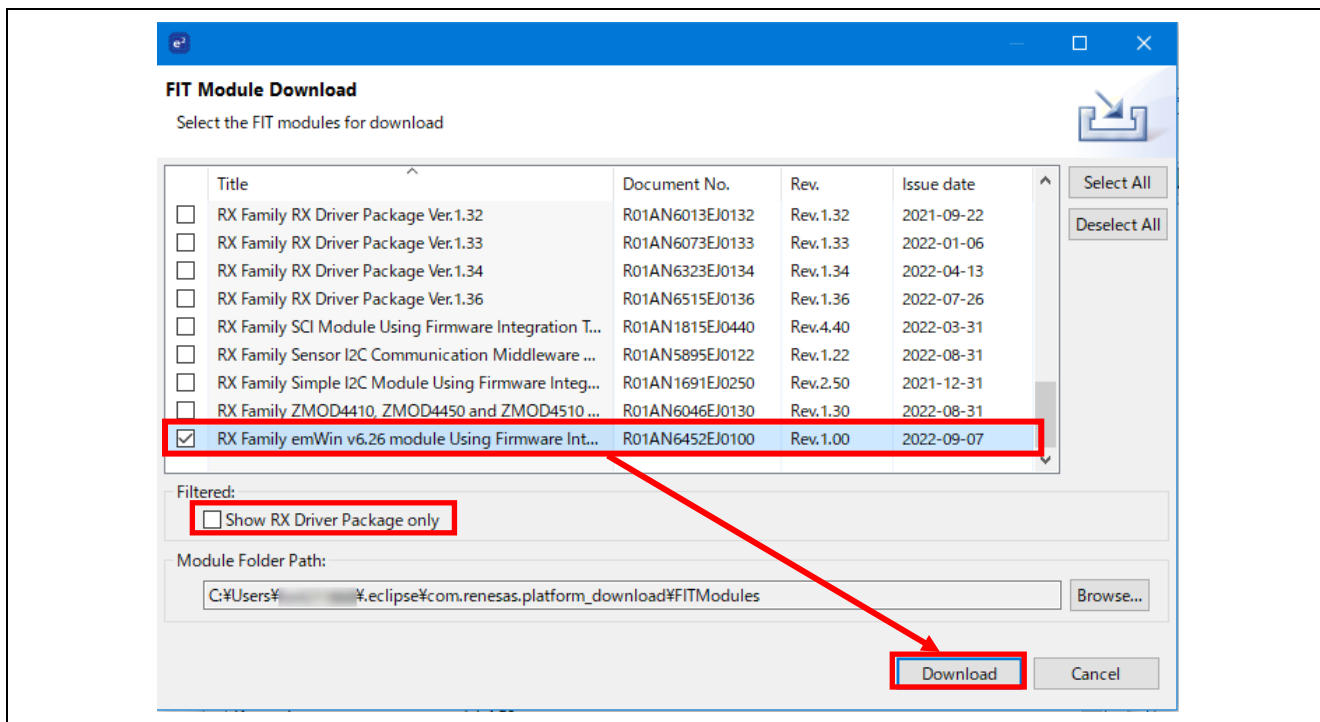 e²
FIT Module Download
Select the FIT modules for download
Title Document No. Rev. Issue date
Select All
RX Family RX Driver Package Ver.1.32 R01AN6013EJ0132 Rev.1.32 2021-09-22
Deselect All
RX Family RX Driver Package Ver.1.33 R01AN6073EJ0133 Rev.1.33 2022-01-06
RX Family RX Driver Package Ver.1.34 R01AN6323EJ0134 Rev.1.34 2022-04-13
RX Family RX Driver Package Ver.1.36 R01AN6515EJ0136 Rev.1.36 2022-07-26
RX Family SCI Module Using Firmware Integration T... R01AN1815EJ0440 Rev.4.40 2022-03-31
RX Family Sensor I2C Communication Middleware ... R01AN5895EJ0122 Rev.1.22 2022-08-31
RX Family Simple I2C Module Using Firmware Integ... R01AN1691EJ0250 Rev.2.50 2021-12-31
RX Family ZMOD4410, ZMOD4450 and ZMOD4510 ... R01AN6046EJ0130 Rev.1.30 2022-08-31
RX Family emWin v6.26 module Using Firmware Int... R01AN6452EJ0100 Rev.1.00 2022-09-07
Filtered:
Show RX Driver Package only
Module Folder Path:
C:¥Users¥ ¥.eclipse¥com.renesas.platform_download¥FITModules
Browse...
Download
Cancel